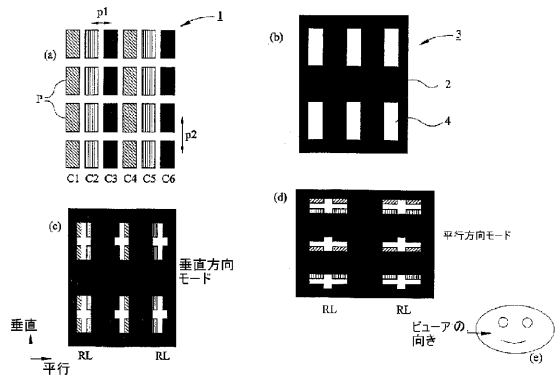 p1
1
(a)
P
p2
C1 C2 C3 C4 C5 C6
(b)
3
2
4
(c)
垂直方向
モード
垂直
平行
RL RL
(d)
平行方向モード
RL RL
ビューアの
向き
(e)